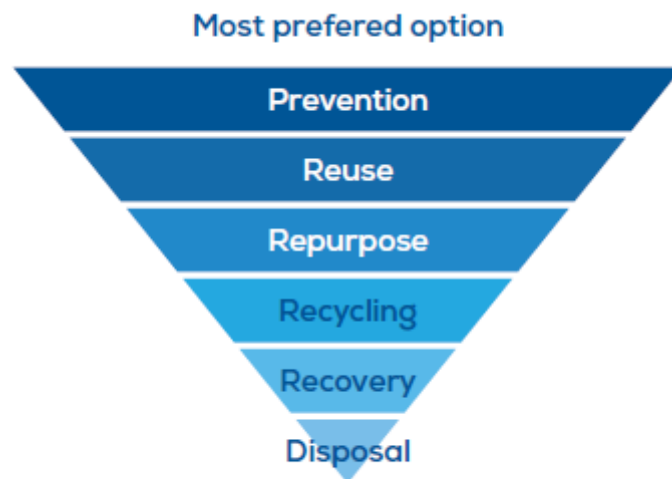 Most prefered option
Prevention
Reuse
Repurpose
Recycling
Recovery
Disposal